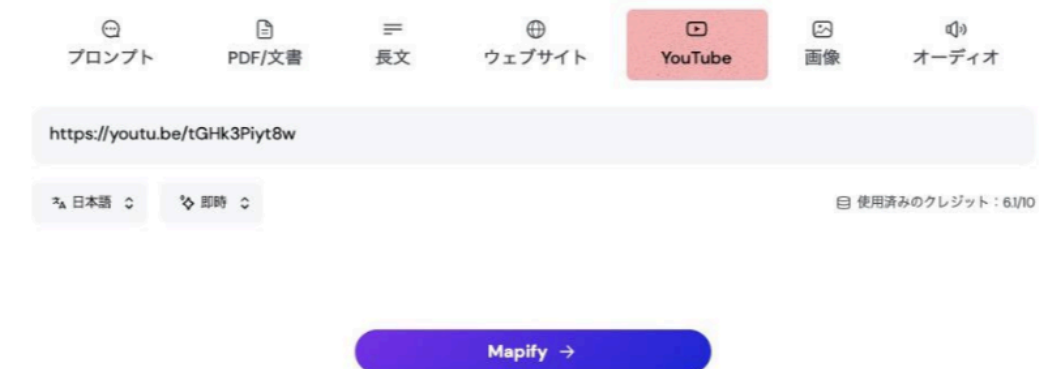 プロンプト PDF/文書 長文 ウェブサイト YouTube 画像 オーディオ
https://youtu.be/tGHk3Piyt8w
日本語 即時 使用済みのクレジット：6.1/10
Mapify →